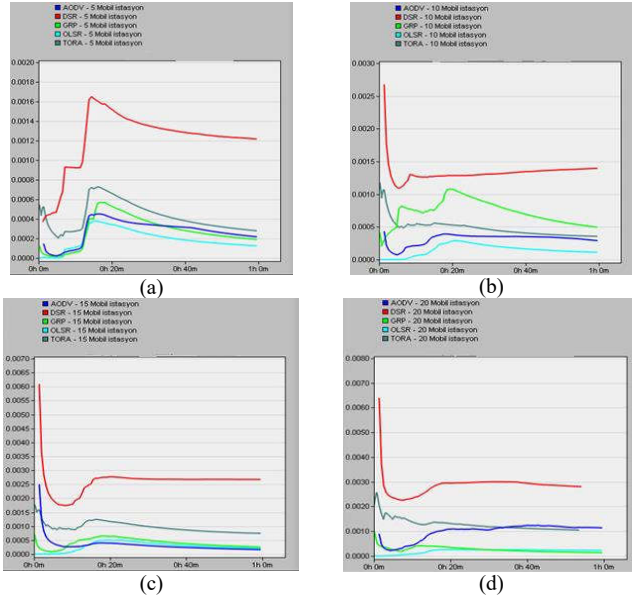 AODV - 5 Mobil istasyon
DSR - 5 Mobil istasyon
GRP - 5 Mobil istasyon
OLSR - 5 Mobil istasyon
TORA - 5 Mobil istasyon
0.0020
0.0018
0.0016
0.0014
0.0012
0.0010
0.0008
0.0006
0.0004
0.0002
0.0000
0h 0m
0h 20m
0h 40m
1h 0m
(a)
AODV - 10 Mobil istasyon
DSR - 10 Mobil istasyon
GRP - 10 Mobil istasyon
OLSR - 10 Mobil istasyon
TORA - 10 Mobil istasyon
0.0030
0.0025
0.0020
0.0015
0.0010
0.0005
0.0000
0h 0m
0h 20m
0h 40m
1h 0m
(b)
AODV - 15 Mobil istasyon
DSR - 15 Mobil istasyon
GRP - 15 Mobil istasyon
OLSR - 15 Mobil istasyon
TORA - 15 Mobil istasyon
0.0070
0.0065
0.0060
0.0055
0.0050
0.0045
0.0040
0.0035
0.0030
0.0025
0.0020
0.0015
0.0010
0.0005
0.0000
0h 0m
0h 20m
0h 40m
1h 0m
(c)
AODV - 20 Mobil istasyon
DSR - 20 Mobil istasyon
GRP - 20 Mobil istasyon
OLSR - 20 Mobil istasyon
TORA - 20 Mobil istasyon
0.0080
0.0070
0.0060
0.0050
0.0040
0.0030
0.0020
0.0010
0.0000
0h 0m
0h 20m
0h 40m
1h 0m
(d)